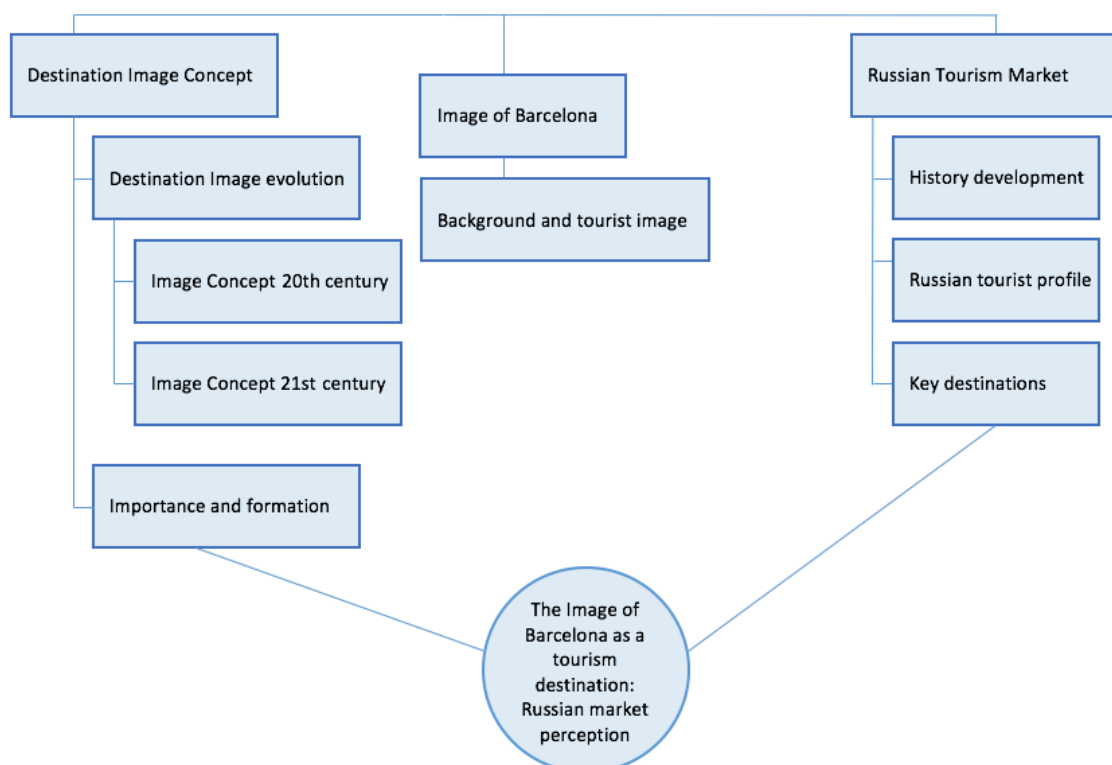 Destination Image Concept
Destination Image evolution
Image Concept 20th century
Image Concept 21st century
Importance and formation
Image of Barcelona
Background and tourist image
Russian Tourism Market
History development
Russian tourist profile
Key destinations
The Image of
Barcelona as a
tourism
destination:
Russian market
perception